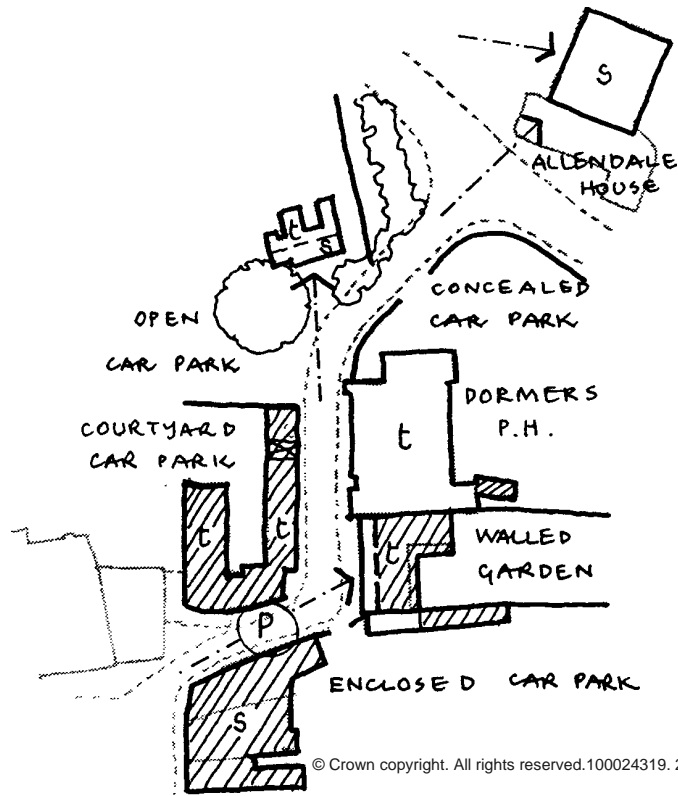 S
ALLENDALE
HOUSE
t
S
CONCEALED
CAR PARK
OPEN
CAR PARK
DORMERS
P.H.
t
COURTYARD
CAR PARK
t
t
t
WALLED
GARDEN
P
ENCLOSED CAR PARK
S
© Crown copyright. All rights reserved.100024319. 2